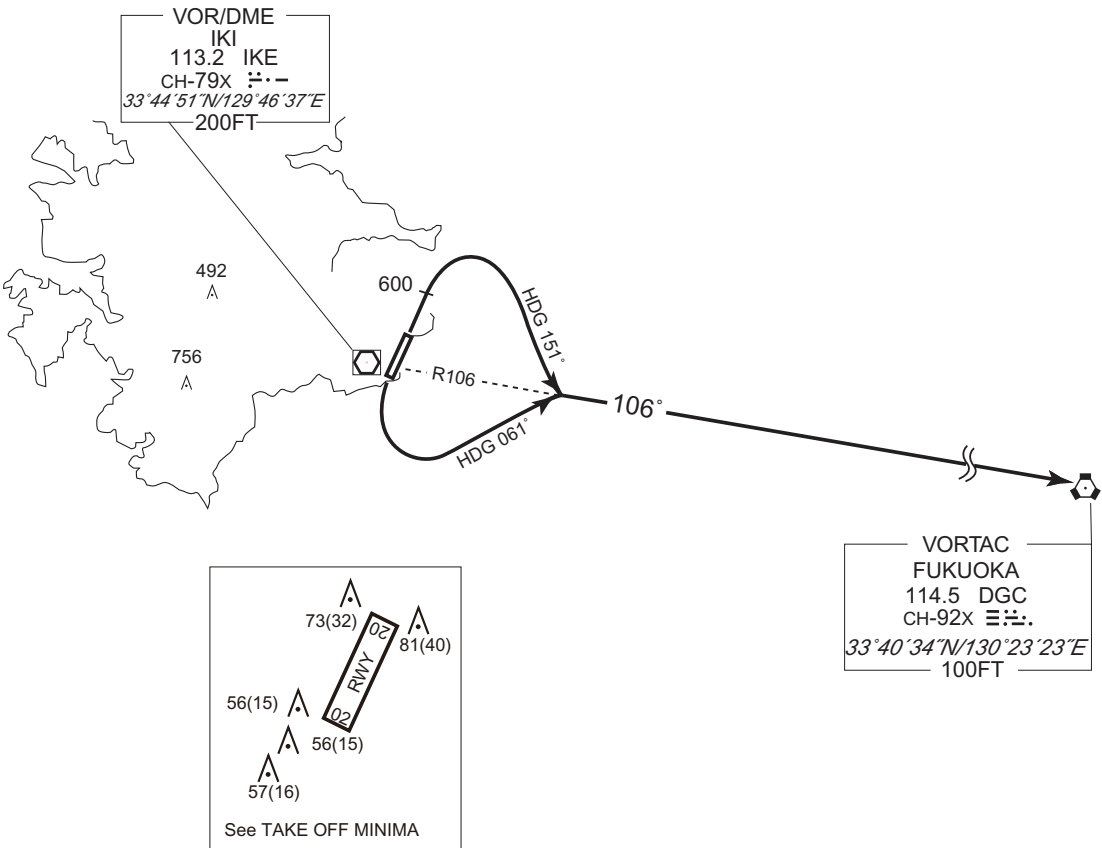 VOR/DME
IKI
113.2 IKE
CH-79X
33°44′51″N/129°46′37″E
200FT
492
600
HDG 151°
756
R106
106°
HDG 061°
VORTAC
FUKUOKA
114.5 DGC
CH-92X
33°40′34″N/130°23′23″E
100FT
73(32)
20
81(40)
RWY
56(15)
02
56(15)
57(16)
See TAKE OFF MINIMA